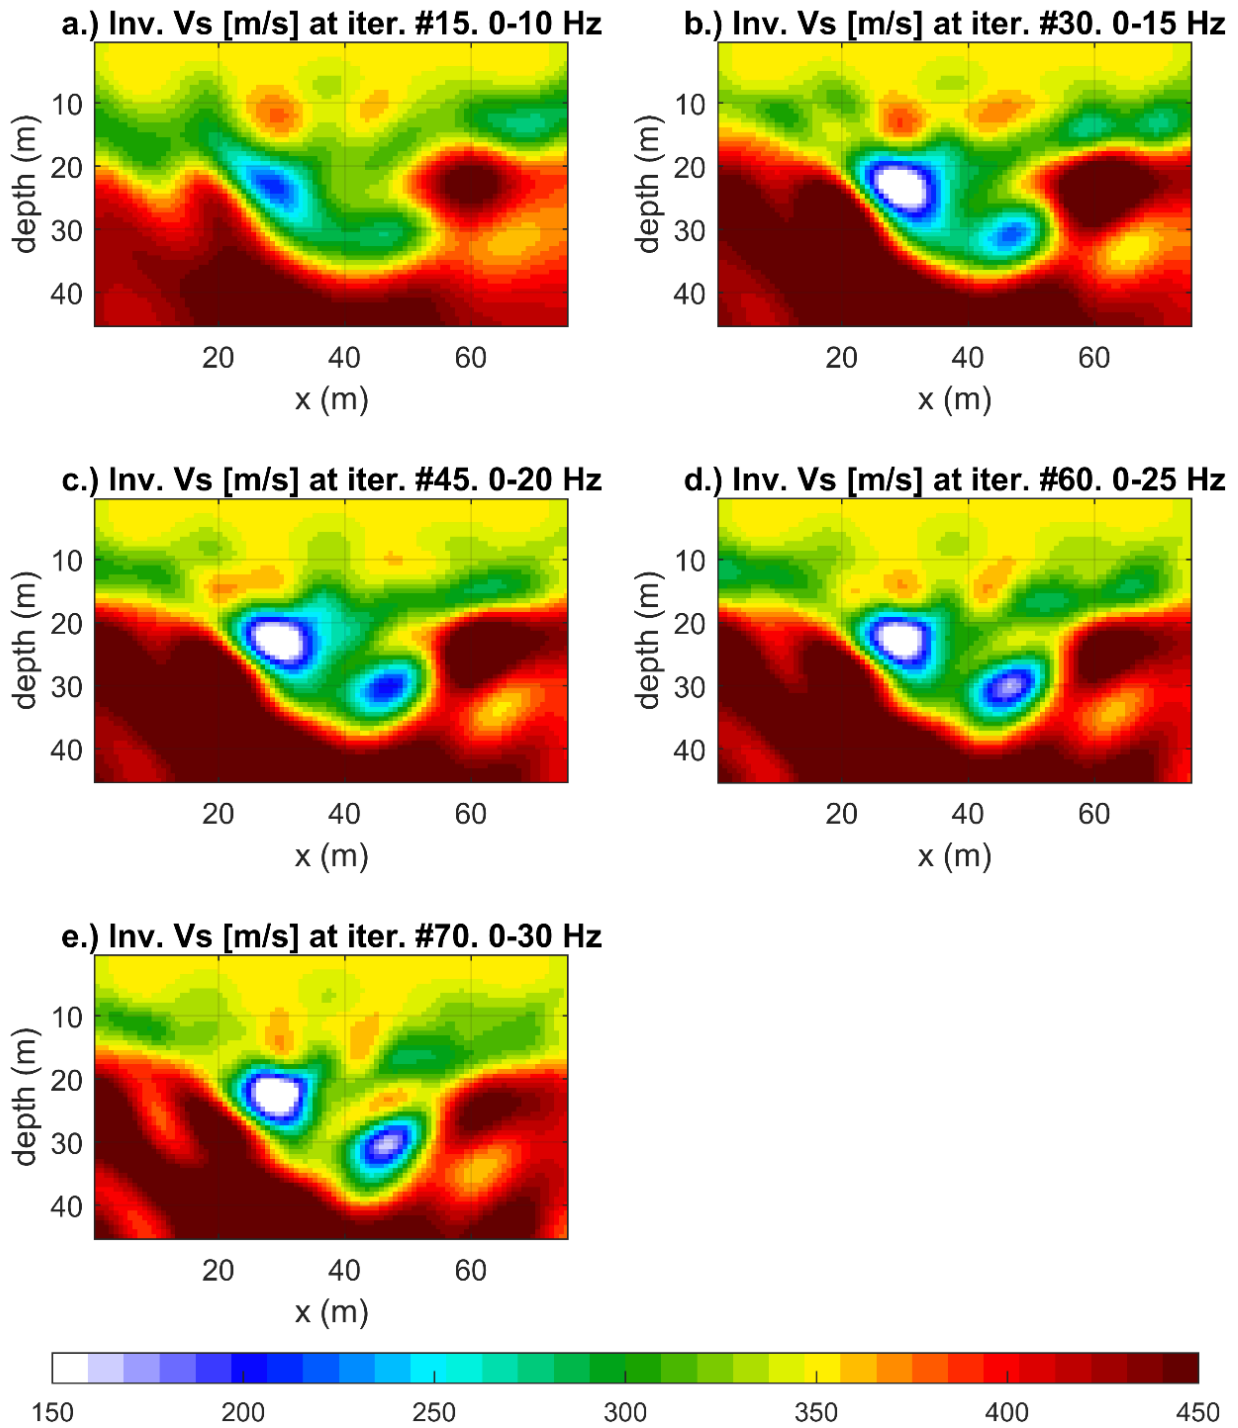 a.) Inv. Vs [m/s] at iter. #15. 0-10 Hz
10
20
30
40
depth (m)
20 40 60
x (m)
b.) Inv. Vs [m/s] at iter. #30. 0-15 Hz
10
20
30
40
depth (m)
20 40 60
x (m)
c.) Inv. Vs [m/s] at iter. #45. 0-20 Hz
10
20
30
40
depth (m)
20 40 60
x (m)
d.) Inv. Vs [m/s] at iter. #60. 0-25 Hz
10
20
30
40
depth (m)
20 40 60
x (m)
e.) Inv. Vs [m/s] at iter. #70. 0-30 Hz
10
20
30
40
depth (m)
20 40 60
x (m)
150 200 250 300 350 400 450